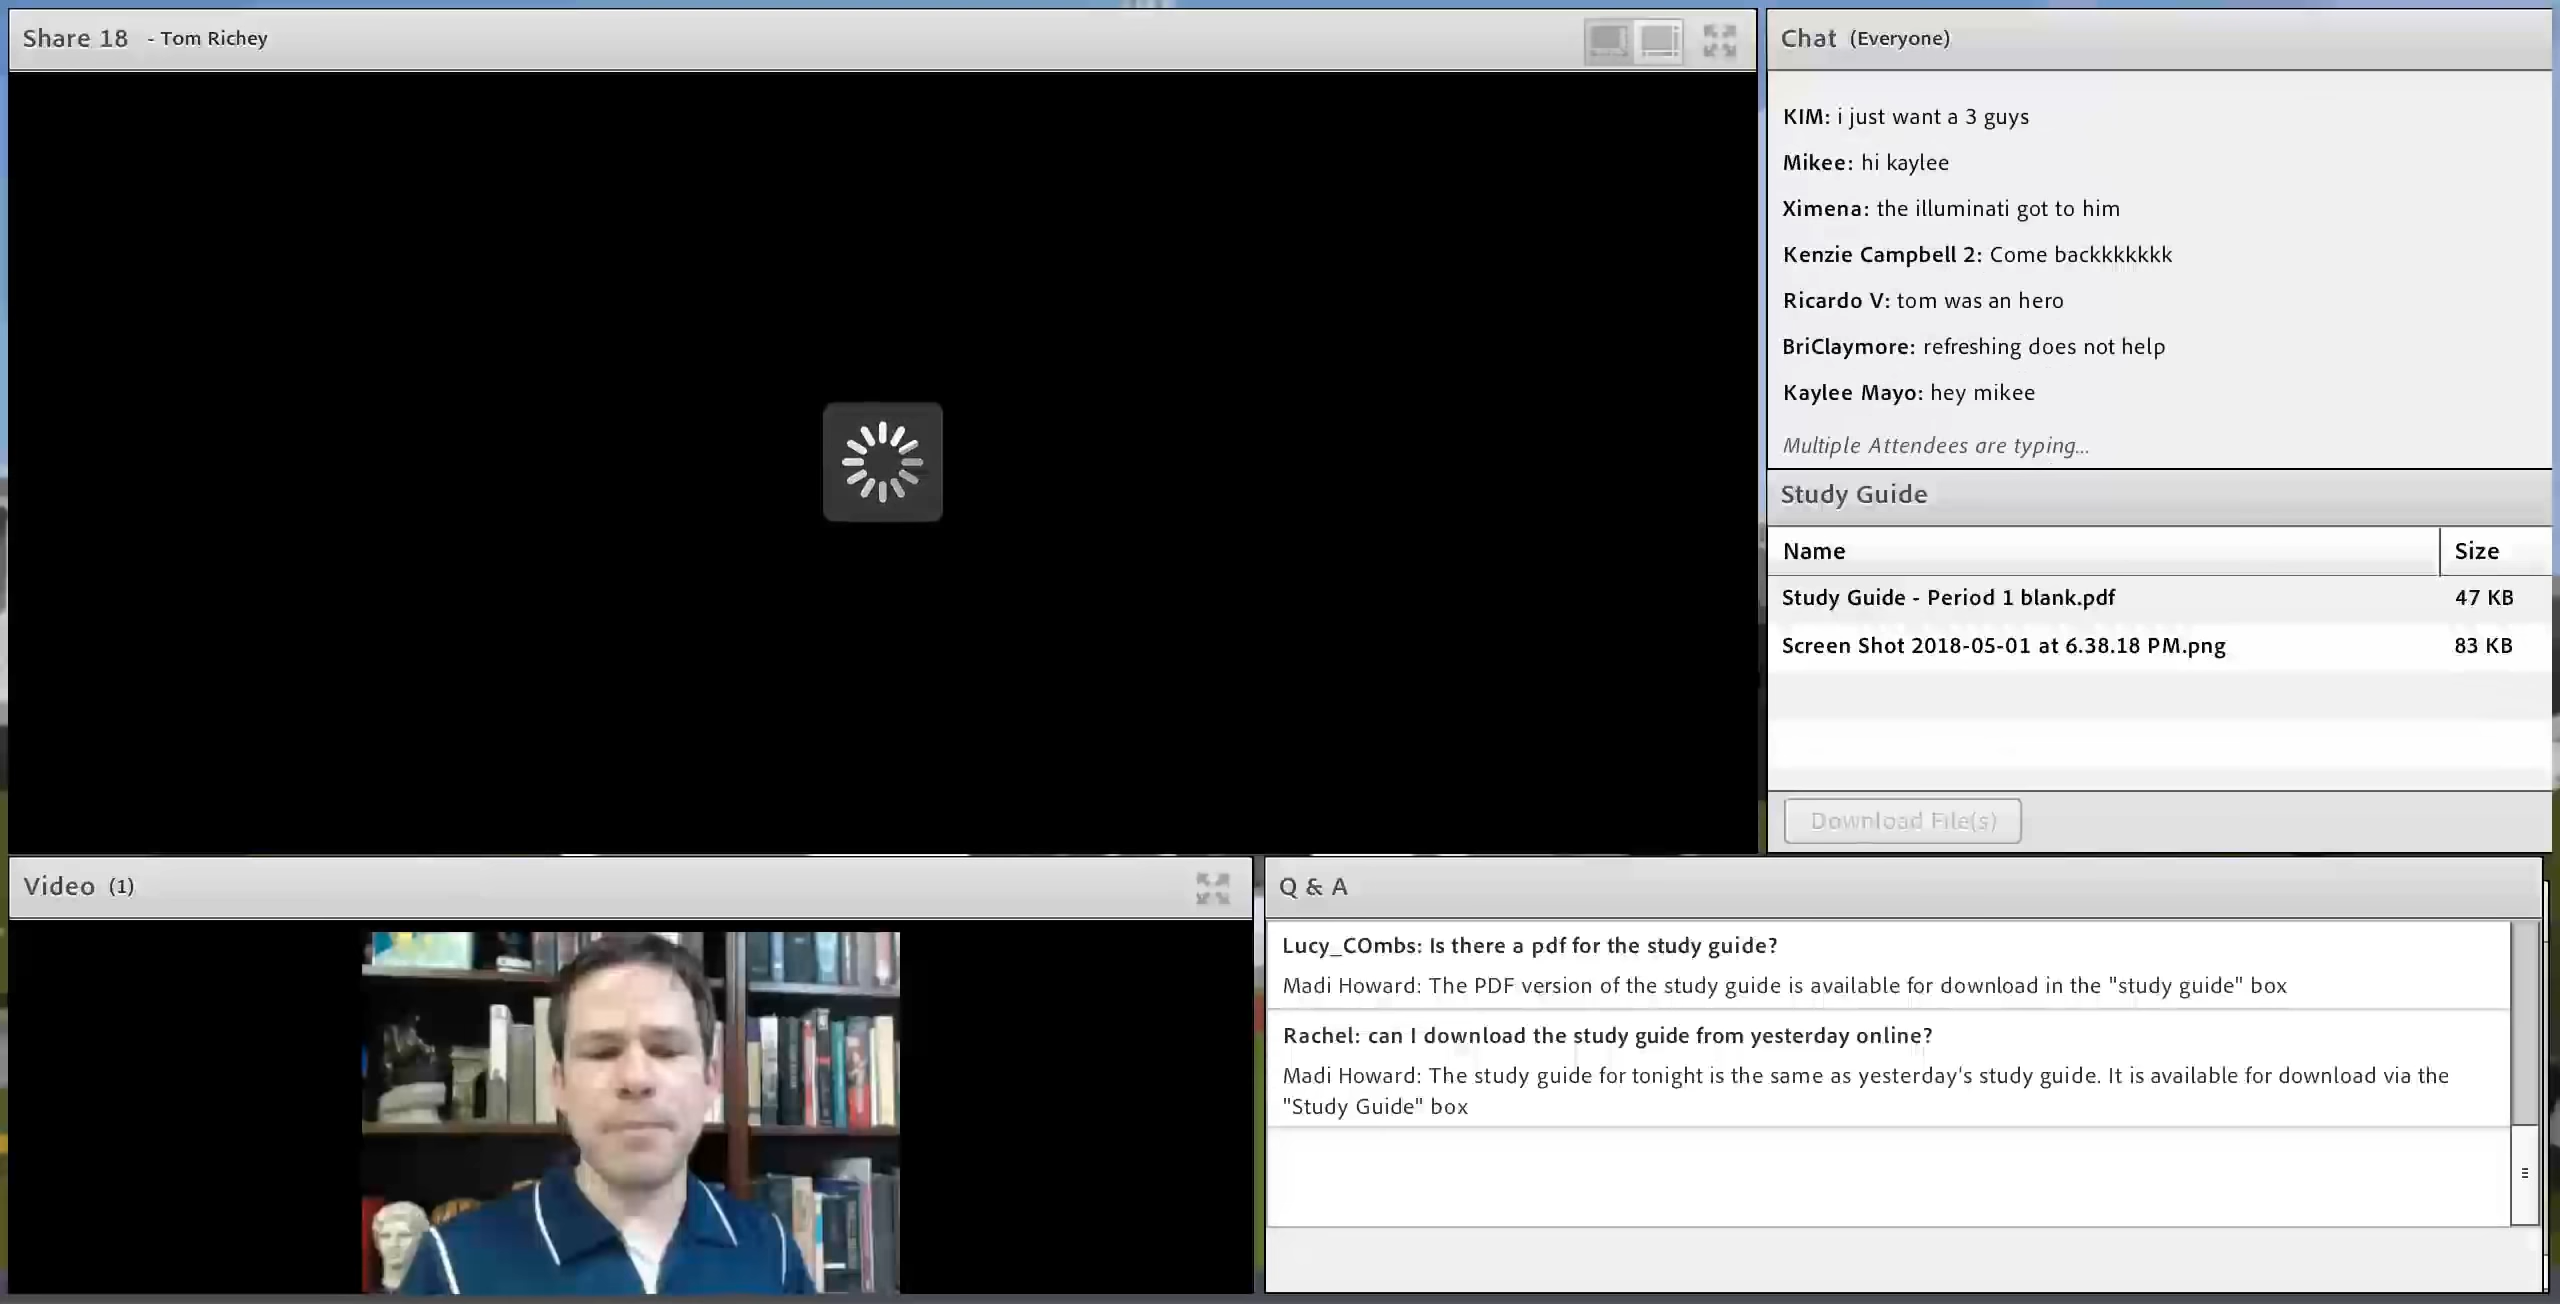 Share 18 - Tom Richey
Chat (Everyone)
KIM: i just want a 3 guys
Mikee: hi kaylee
Ximena: the illuminati got to him
Kenzie Campbell 2: Come backkkkkkk
Ricardo V: tom was an hero
BriClaymore: refreshing does not help
Kaylee Mayo: hey mikee
Multiple Attendees are typing...
Study Guide
Name Size
Study Guide - Period 1 blank.pdf 47 KB
Screen Shot 2018-05-01 at 6.38.18 PM.png 83 KB
Download File(s)
Video (1)
Q & A
Lucy_COmbs: Is there a pdf for the study guide?
Madi Howard: The PDF version of the study guide is available for download in the "study guide" box
Rachel: can I download the study guide from yesterday online?
Madi Howard: The study guide for tonight is the same as yesterday's study guide. It is available for download via the
"Study Guide" box